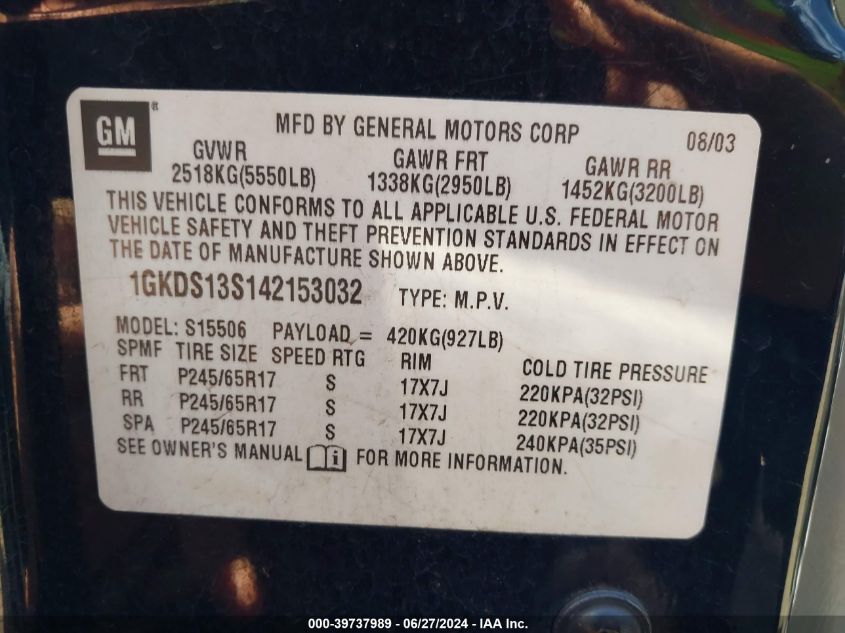 GM®
MFD BY GENERAL MOTORS CORP 08/03
GVWR GAWR FRT GAWR RR
2518KG(5550LB) 1338KG(2950LB) 1452KG(3200LB)
THIS VEHICLE CONFORMS TO ALL APPLICABLE U.S. FEDERAL MOTOR
VEHICLE SAFETY AND THEFT PREVENTION STANDARDS IN EFFECT ON
THE DATE OF MANUFACTURE SHOWN ABOVE.
1GKDS13S142153032 TYPE: M.P.V.
MODEL: S15506 PAYLOAD = 420KG(927LB)
SPMF TIRE SIZE SPEED RTG RIM COLD TIRE PRESSURE
FRT P245/65R17 S 17X7J 220KPA(32PSI)
RR P245/65R17 S 17X7J 220KPA(32PSI)
SPA P245/65R17 S 17X7J 240KPA(35PSI)
SEE OWNER'S MANUAL i FOR MORE INFORMATION.
000-39737989 - 06/27/2024 - IAA Inc.